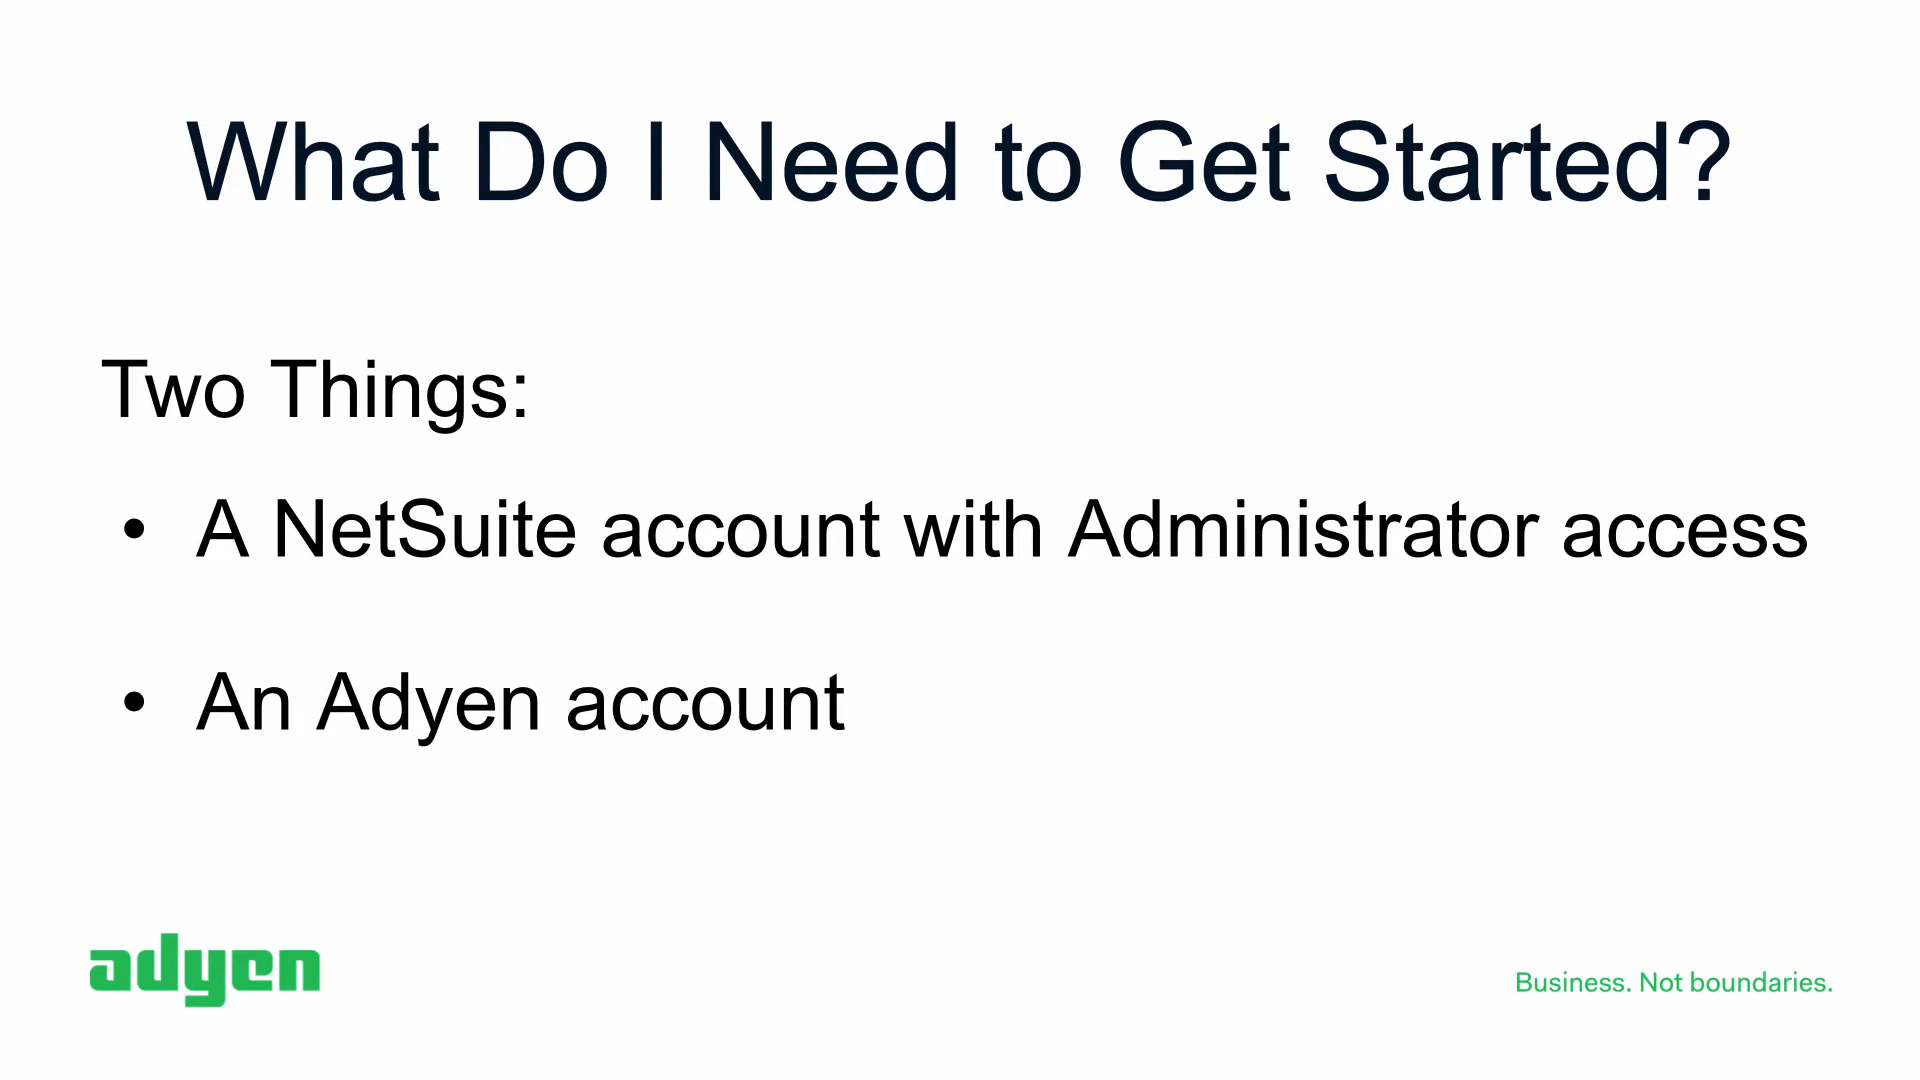 What Do I Need to Get Started?
Two Things:
• A NetSuite account with Administrator access
• An Adyen account
adyen
Business. Not boundaries.